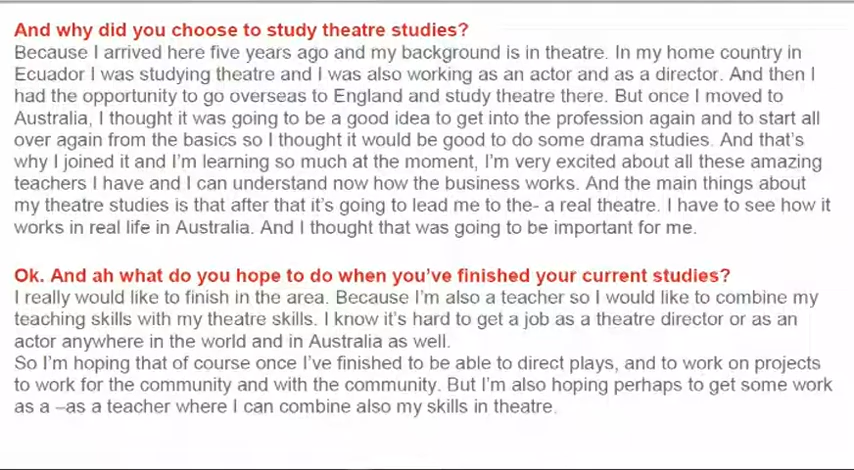 And why did you choose to study theatre studies?
Because I arrived here five years ago and my background is in theatre. In my home country in
Ecuador I was studying theatre and I was also working as an actor and as a director. And then I
had the opportunity to go overseas to England and study theatre there. But once I moved to
Australia, I thought it was going to be a good idea to get into the profession again and to start all
over again from the basics so I thought it would be good to do some drama studies. And that's
why I joined it and I'm learning so much at the moment, I'm very excited about all these amazing
teachers I have and I can understand now how the business works. And the main things about
my theatre studies is that after that it's going to lead me to the- a real theatre. I have to see how it
works in real life in Australia. And I thought that was going to be important for me.
Ok. And ah what do you hope to do when you've finished your current studies?
I really would like to finish in the area. Because I'm also a teacher so I would like to combine my
teaching skills with my theatre skills. I know it's hard to get a job as a theatre director or as an
actor anywhere in the world and in Australia as well.
So I'm hoping that of course once I've finished to be able to direct plays, and to work on projects
to work for the community and with the community. But I'm also hoping perhaps to get some work
as a –as a teacher where I can combine also my skills in theatre.